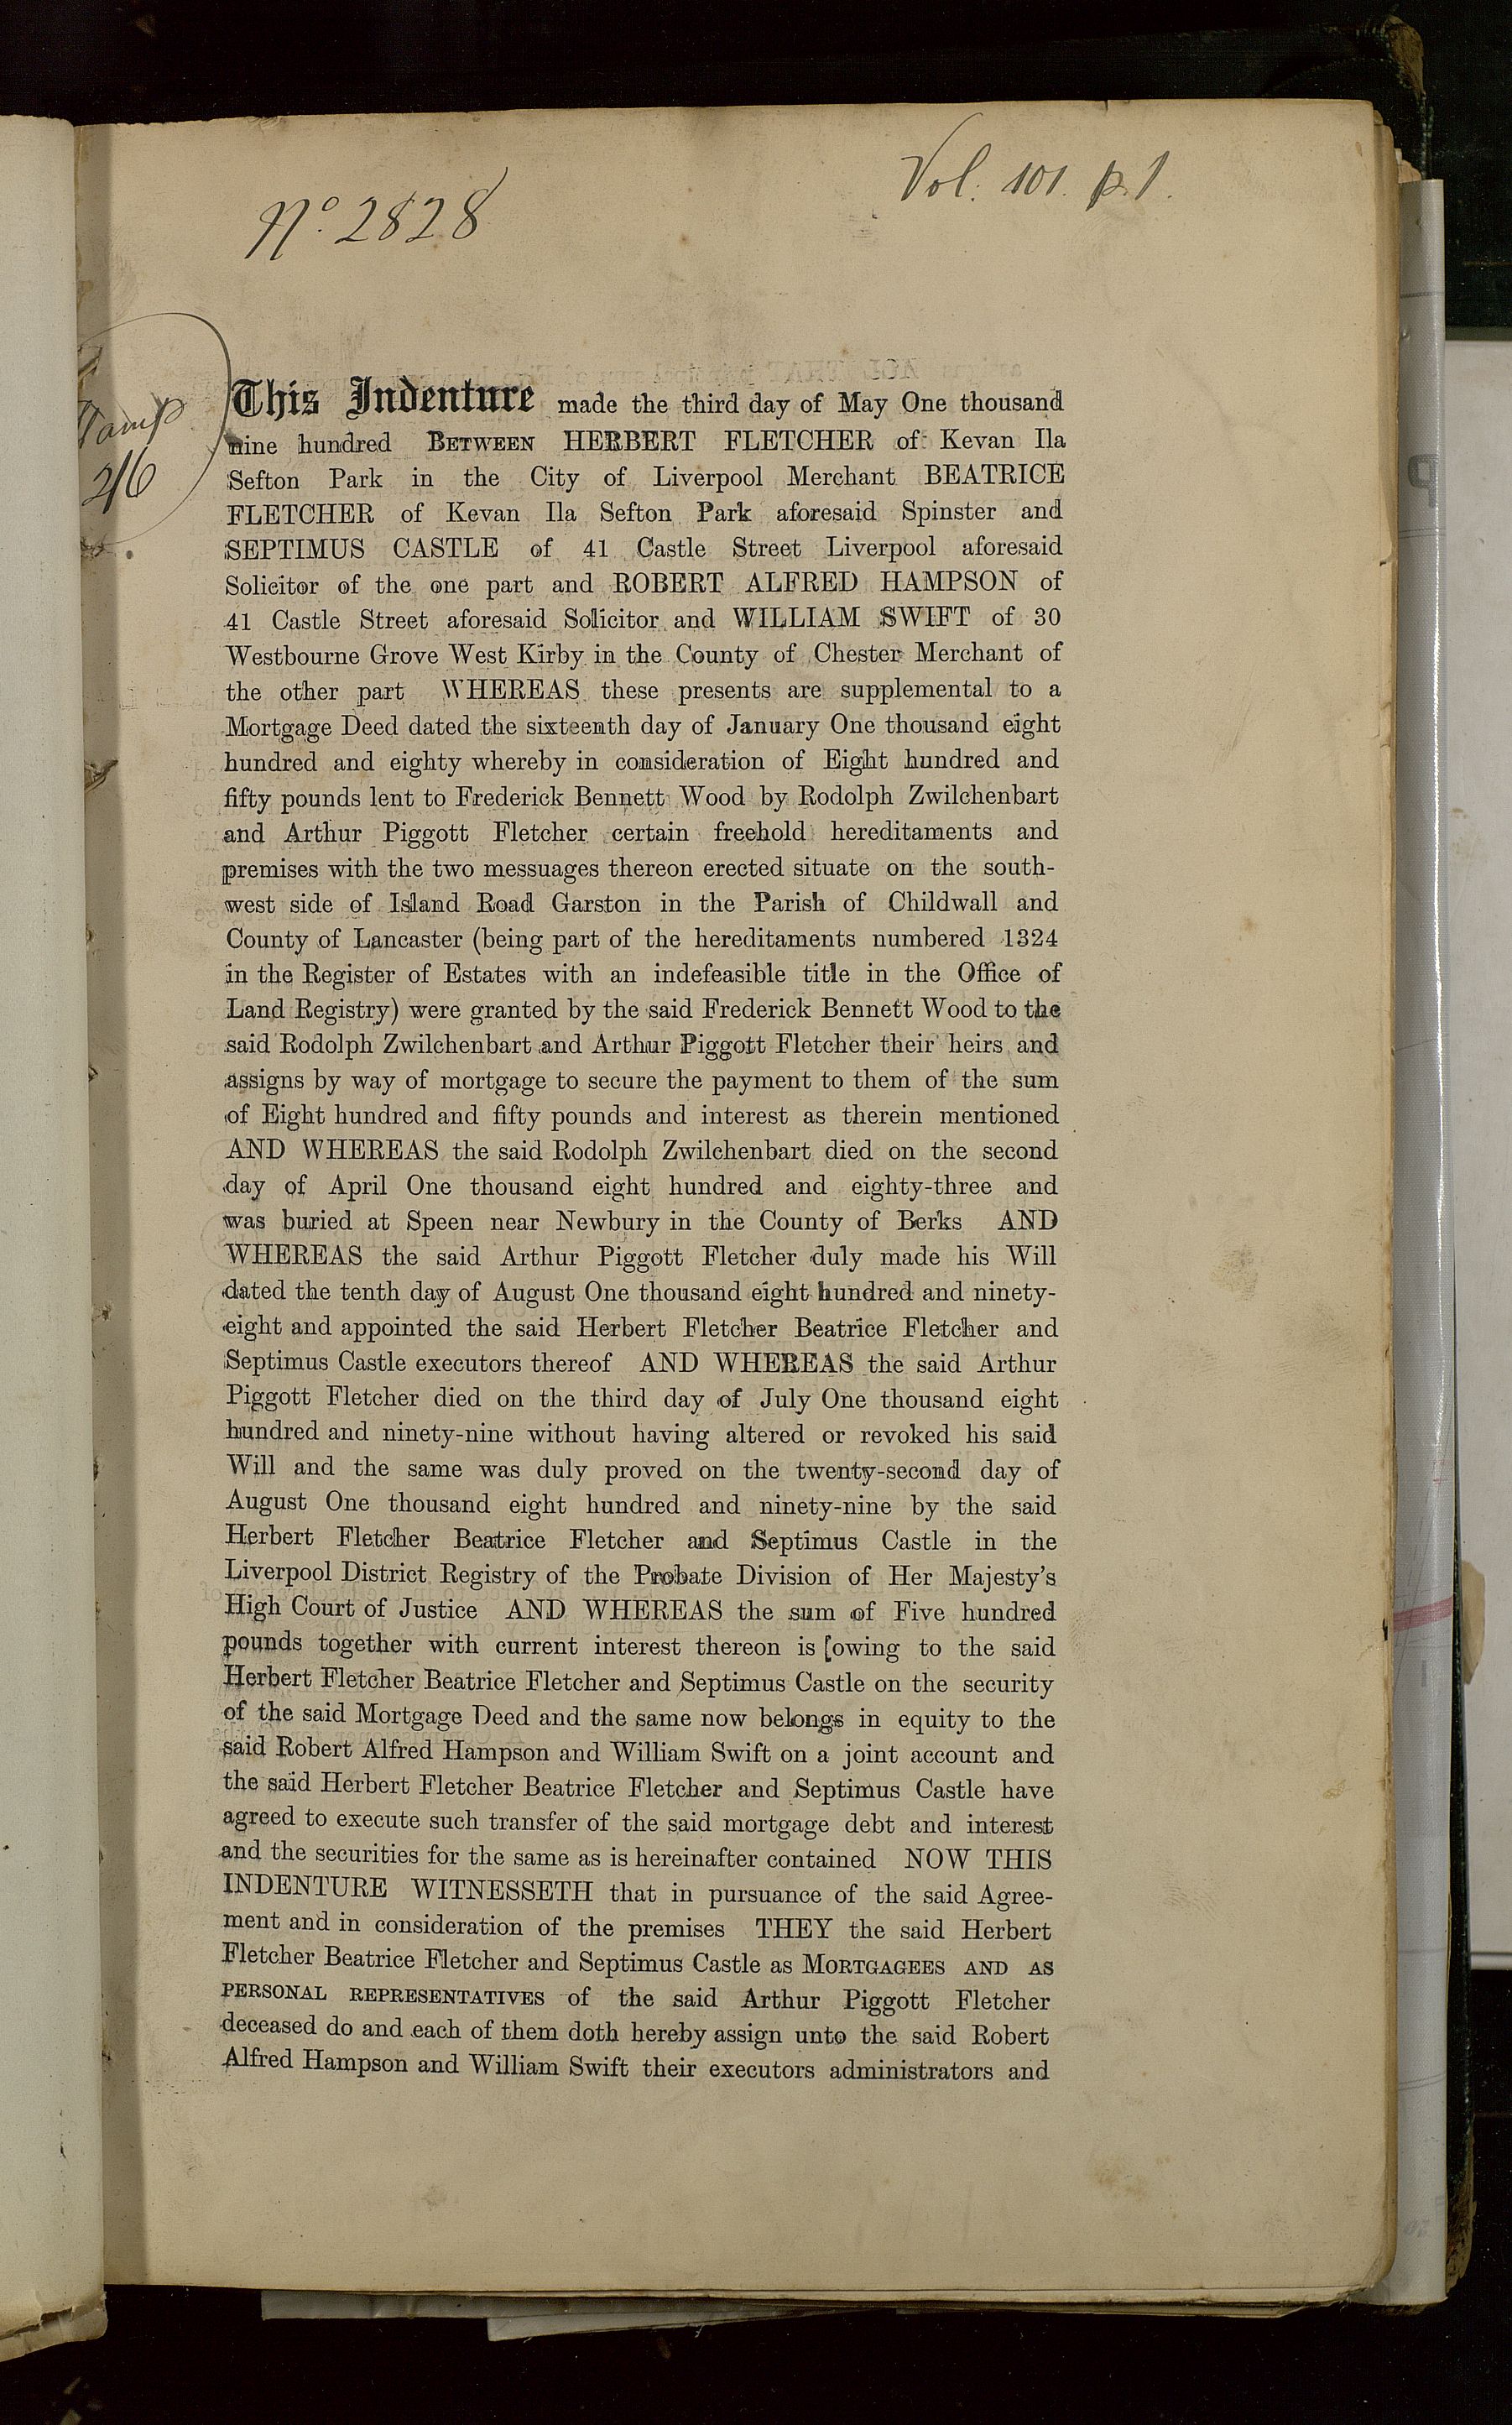 Vol. 101. p. 1.
No. 2828
Stamp
2/6
This Indenture made the third day of May One thousand
nine hundred BETWEEN HERBERT FLETCHER of Kevan Ila
Sefton Park in the City of Liverpool Merchant BEATRICE
FLETCHER of Kevan Ila Sefton Park aforesaid Spinster and
SEPTIMUS CASTLE of 41 Castle Street Liverpool aforesaid
Solicitor of the one part and ROBERT ALFRED HAMPSON of
41 Castle Street aforesaid Solicitor and WILLIAM SWIFT of 30
Westbourne Grove West Kirby in the County of Chester Merchant of
the other part WHEREAS these presents are supplemental to a
Mortgage Deed dated the sixteenth day of January One thousand eight
hundred and eighty whereby in consideration of Eight hundred and
fifty pounds lent to Frederick Bennett Wood by Rodolph Zwilchenbart
and Arthur Piggott Fletcher certain freehold hereditaments and
premises with the two messuages thereon erected situate on the south-
west side of Island Road Garston in the Parish of Childwall and
County of Lancaster (being part of the hereditaments numbered 1324
in the Register of Estates with an indefeasible title in the Office of
Land Registry) were granted by the said Frederick Bennett Wood to the
said Rodolph Zwilchenbart and Arthur Piggott Fletcher their heirs and
assigns by way of mortgage to secure the payment to them of the sum
of Eight hundred and fifty pounds and interest as therein mentioned
AND WHEREAS the said Rodolph Zwilchenbart died on the second
day of April One thousand eight hundred and eighty-three and
was buried at Speen near Newbury in the County of Berks AND
WHEREAS the said Arthur Piggott Fletcher duly made his Will
dated the tenth day of August One thousand eight hundred and ninety-
eight and appointed the said Herbert Fletcher Beatrice Fletcher and
Septimus Castle executors thereof AND WHEREAS the said Arthur
Piggott Fletcher died on the third day of July One thousand eight
hundred and ninety-nine without having altered or revoked his said
Will and the same was duly proved on the twenty-second day of
August One thousand eight hundred and ninety-nine by the said
Herbert Fletcher Beatrice Fletcher and Septimus Castle in the
Liverpool District Registry of the Probate Division of Her Majesty's
High Court of Justice AND WHEREAS the sum of Five hundred
pounds together with current interest thereon is [owing to the said
Herbert Fletcher Beatrice Fletcher and Septimus Castle on the security
of the said Mortgage Deed and the same now belongs in equity to the
said Robert Alfred Hampson and William Swift on a joint account and
the said Herbert Fletcher Beatrice Fletcher and Septimus Castle have
agreed to execute such transfer of the said mortgage debt and interest
and the securities for the same as is hereinafter contained NOW THIS
INDENTURE WITNESSETH that in pursuance of the said Agree-
ment and in consideration of the premises THEY the said Herbert
Fletcher Beatrice Fletcher and Septimus Castle as MORTGAGEES AND AS
PERSONAL REPRESENTATIVES of the said Arthur Piggott Fletcher
deceased do and each of them doth hereby assign unto the said Robert
Alfred Hampson and William Swift their executors administrators and